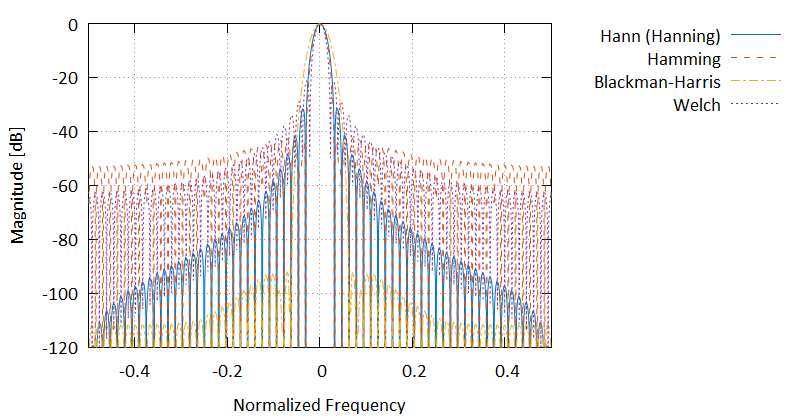 Hann (Hanning)
Hamming
Blackman-Harris
Welch
Magnitude [dB]
0
-20
-40
-60
-80
-100
-120
-0.4
-0.2
0
0.2
0.4
Normalized Frequency